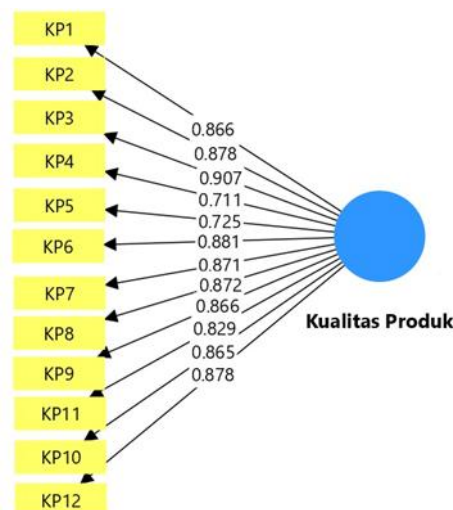 KP1
KP2
KP3
KP4
KP5
KP6
KP7
KP8
KP9
KP11
KP10
KP12
0.866
0.878
0.907
0.711
0.725
0.881
0.871
0.872
0.866
0.829
0.865
0.878
Kualitas Produk